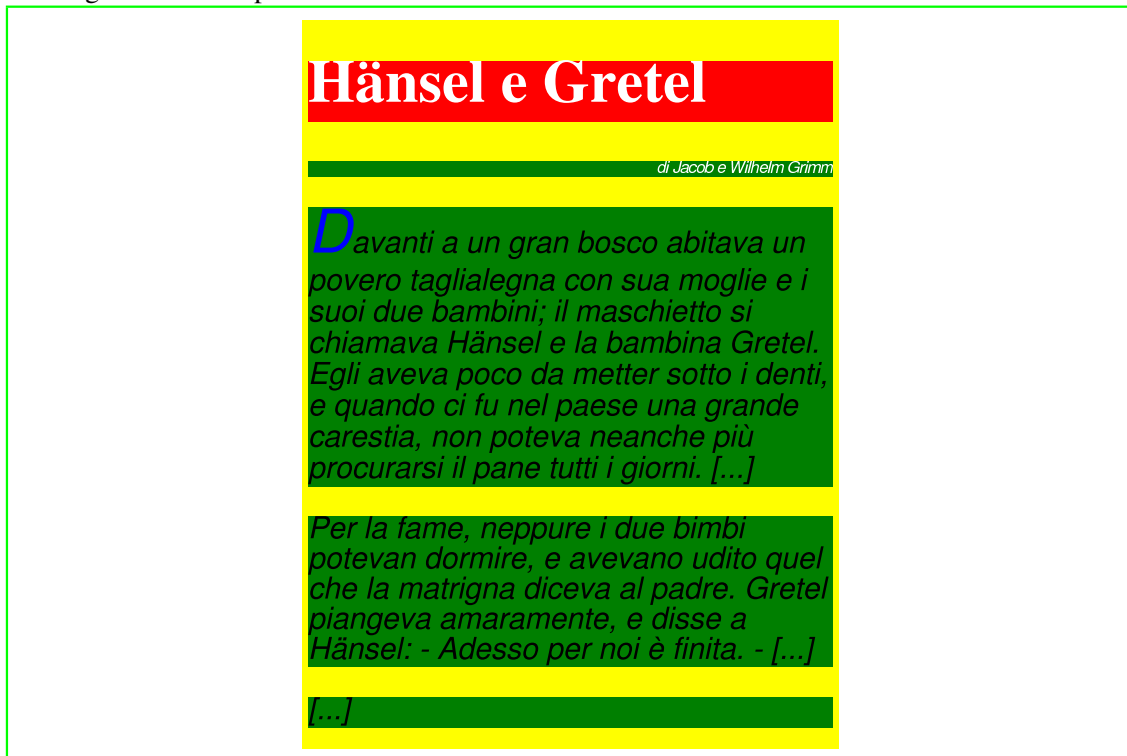 Hänsel e Gretel
di Jacob e Wilhelm Grimm
Davanti a un gran bosco abitava un
povero taglialegna con sua moglie e i
suoi due bambini; il maschietto si
chiamava Hänsel e la bambina Gretel.
Egli aveva poco da metter sotto i denti,
e quando ci fu nel paese una grande
carestia, non poteva neanche più
procurarsi il pane tutti i giorni. [...]
Per la fame, neppure i due bimbi
potevan dormire, e avevano udito quel
che la matrigna diceva al padre. Gretel
piangeva amaramente, e disse a
Hänsel: - Adesso per noi è finita. - [...]
[...]